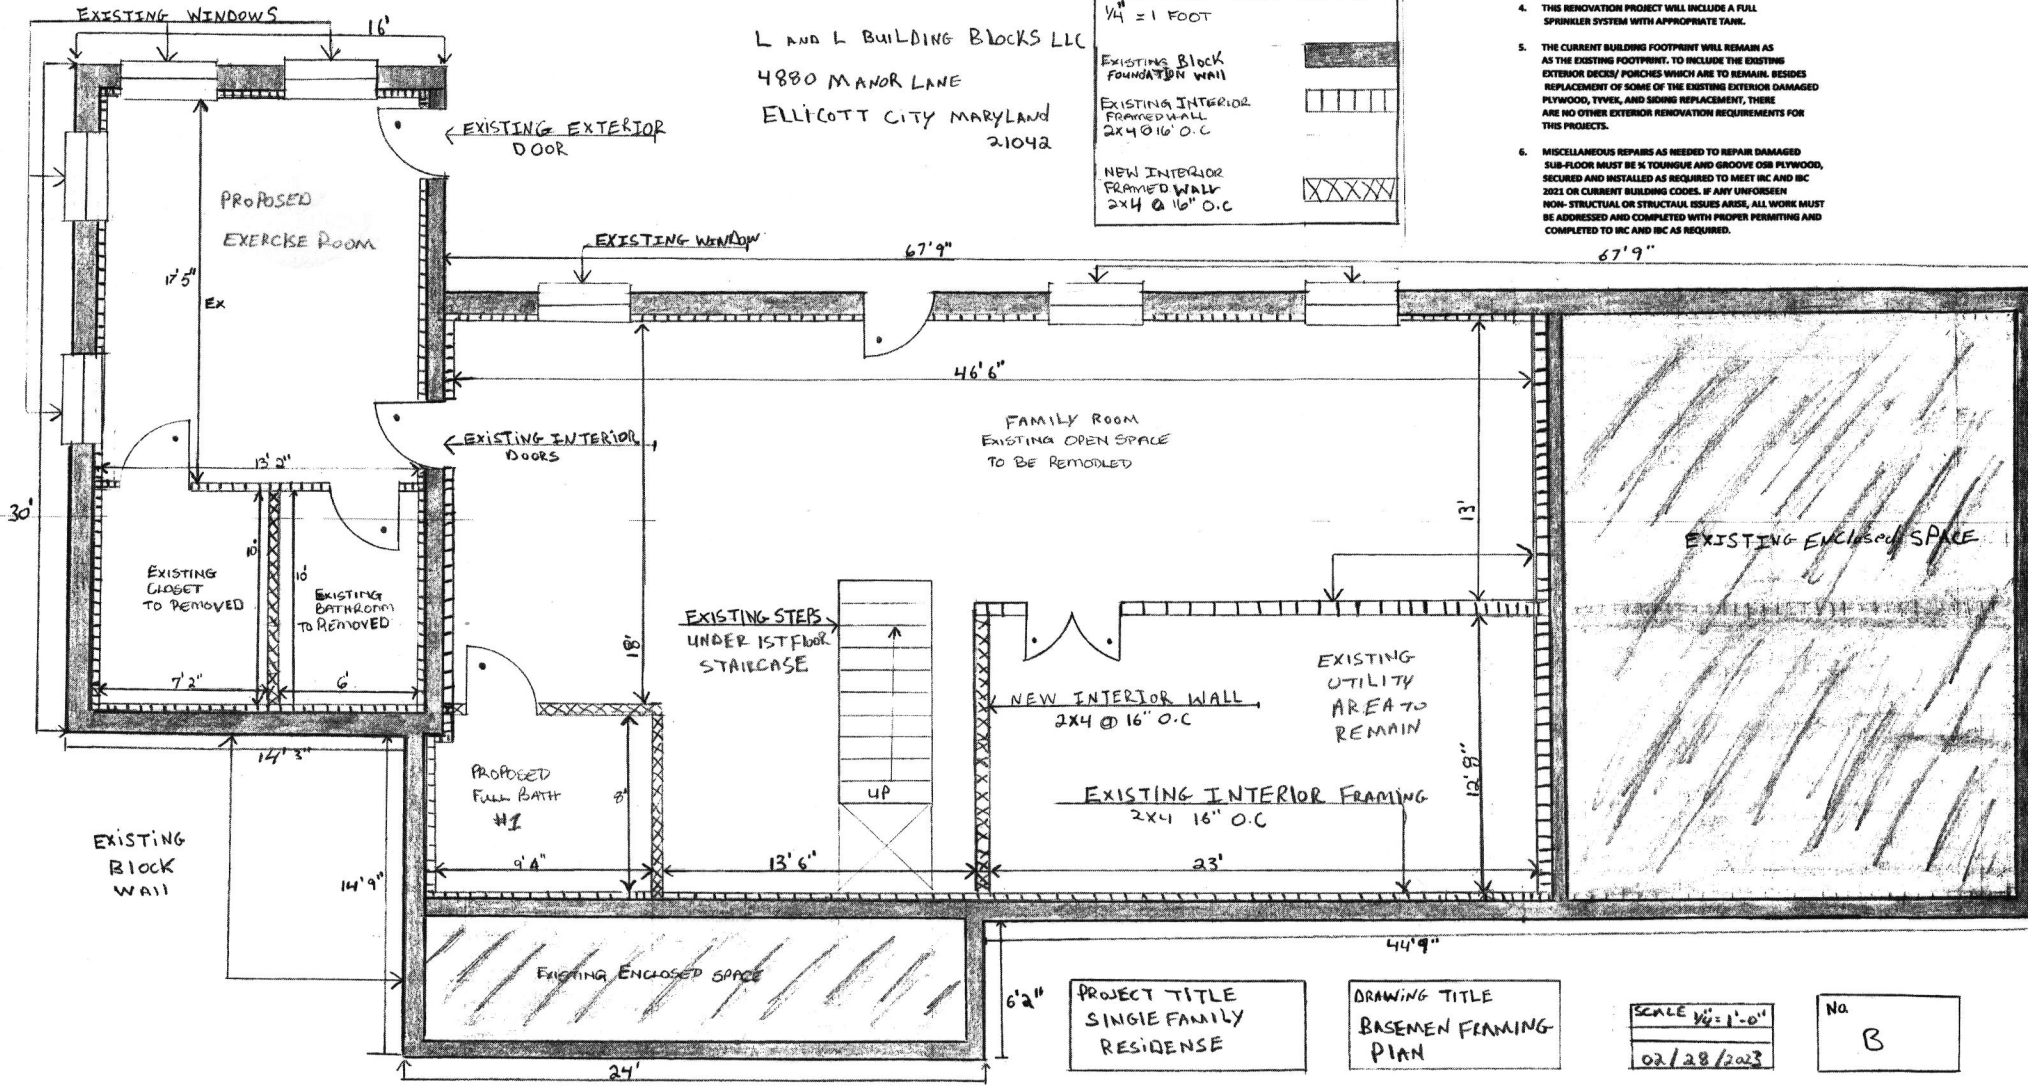 EXISTING WINDOWS
16'
L AND L BUILDING BLOCKS LLC
4880 MANOR LANE
ELLICOTT CITY MARYLAND
21042
1/4" = 1 FOOT
EXISTING BLOCK
FOUNDATION WALL
EXISTING INTERIOR
FRAMED WALL
2X4 @ 16' O.C
NEW INTERIOR
FRAMED WALL
2X4 @ 16" O.C
4. THIS RENOVATION PROJECT WILL INCLUDE A FULL
SPRINKLER SYSTEM WITH APPROPRIATE TANK.
5. THE CURRENT BUILDING FOOTPRINT WILL REMAIN AS
AS THE EXISTING FOOTPRINT. TO INCLUDE THE EXISTING
EXTERIOR DECKS/ PORCHES WHICH ARE TO REMAIN. BESIDES
REPLACEMENT OF SOME OF THE EXISTING EXTERIOR DAMAGED
PLYWOOD, TYVEK, AND SIDING REPLACEMENT, THERE
ARE NO OTHER EXTERIOR RENOVATION REQUIREMENTS FOR
THIS PROJECTS.
6. MISCELLANEOUS REPAIRS AS NEEDED TO REPAIR DAMAGED
SUB-FLOOR MUST BE TOUNGUE AND GROOVE OSB PLYWOOD,
SECURED AND INSTALLED AS REQUIRED TO MEET IRC AND IBC
2021 OR CURRENT BUILDING CODES. IF ANY UNFORSEEN
NON- STRUCTUAL OR STRUCTAUL ISSUES ARISE, ALL WORK MUST
BE ADDRESSED AND COMPLETED WITH PROPER PERMITING AND
COMPLETED TO IRC AND IBC AS REQUIRED.
EXISTING EXTERIOR
DOOR
PROPOSED
EXERCISE ROOM
17'5"
EX
EXISTING WINDOW
67'9"
67'9"
46'6"
FAMILY ROOM
EXISTING OPEN SPACE
TO BE REMODLED
EXISTING INTERIOR
DOORS
13'2"
30'
13'
EXISTING ENCLOSED SPACE
10'
10'
EXISTING
CLOSET
TO REMOVED
EXISTING
BATHROOM
TO REMOVED
7'2"
6'
18'
EXISTING STEPS
UNDER 1ST FLOOR
STAIRCASE
UP
NEW INTERIOR WALL
2X4 @ 16" O.C
EXISTING
UTILITY
AREA TO
REMAIN
12'8"
EXISTING INTERIOR FRAMING
2X4 16" O.C
14'3"
PROPOSED
FULL BATH
#1
8'
9'4"
13'6"
23'
EXISTING
BLOCK
WALL
14'9"
EXISTING ENCLOSED SPACE
44'9"
6'2"
24'
PROJECT TITLE
SINGLE FAMILY
RESIDENSE
DRAWING TITLE
BASEMEN FRAMING
PLAN
SCALE 1/4"=1'-0"
02/28/2023
No.
B